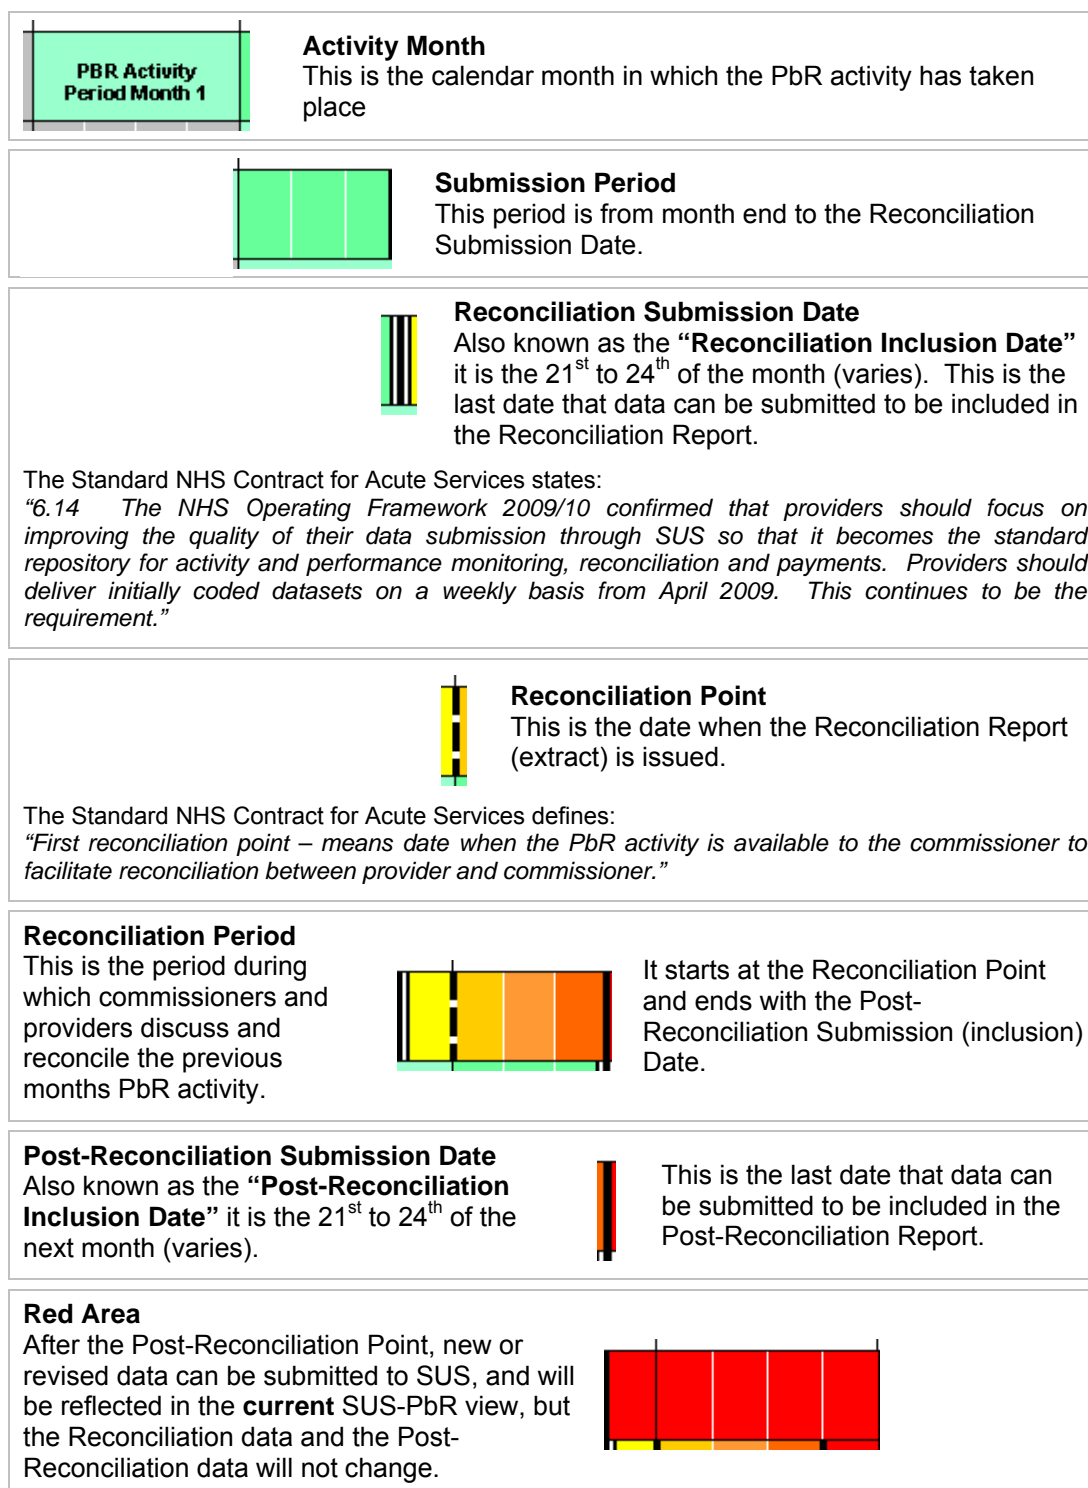 PBR Activity
Period Month 1
Activity Month
This is the calendar month in which the PbR activity has taken
place
Submission Period
This period is from month end to the Reconciliation
Submission Date.
Reconciliation Submission Date
Also known as the “Reconciliation Inclusion Date”
it is the 21st to 24th of the month (varies). This is the
last date that data can be submitted to be included in
the Reconciliation Report.
The Standard NHS Contract for Acute Services states:
“6.14 The NHS Operating Framework 2009/10 confirmed that providers should focus on
improving the quality of their data submission through SUS so that it becomes the standard
repository for activity and performance monitoring, reconciliation and payments. Providers should
deliver initially coded datasets on a weekly basis from April 2009. This continues to be the
requirement.”
Reconciliation Point
This is the date when the Reconciliation Report
(extract) is issued.
The Standard NHS Contract for Acute Services defines:
“First reconciliation point – means date when the PbR activity is available to the commissioner to
facilitate reconciliation between provider and commissioner.”
Reconciliation Period
This is the period during
which commissioners and
providers discuss and
reconcile the previous
months PbR activity.
It starts at the Reconciliation Point
and ends with the Post-
Reconciliation Submission (inclusion)
Date.
Post-Reconciliation Submission Date
Also known as the “Post-Reconciliation
Inclusion Date” it is the 21st to 24th of the
next month (varies).
This is the last date that data can
be submitted to be included in the
Post-Reconciliation Report.
Red Area
After the Post-Reconciliation Point, new or
revised data can be submitted to SUS, and will
be reflected in the current SUS-PbR view, but
the Reconciliation data and the Post-
Reconciliation data will not change.